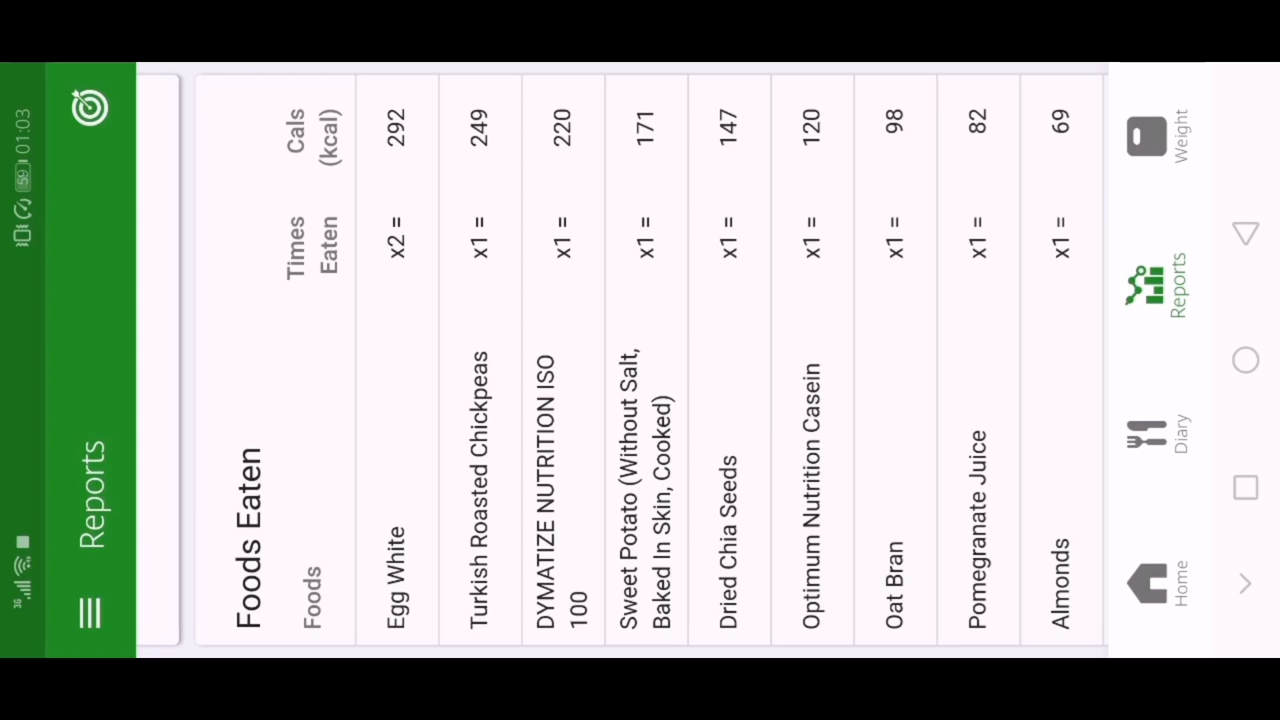 3G 59 01:03
Reports
Foods Eaten
Foods Times Eaten Cals (kcal)
Egg White x2 = 292
Turkish Roasted Chickpeas x1 = 249
DYMATIZE NUTRITION ISO
100 x1 = 220
Sweet Potato (Without Salt,
Baked In Skin, Cooked) x1 = 171
Dried Chia Seeds x1 = 147
Optimum Nutrition Casein x1 = 120
Oat Bran x1 = 98
Pomegranate Juice x1 = 82
Almonds x1 = 69
Home Diary Reports Weight